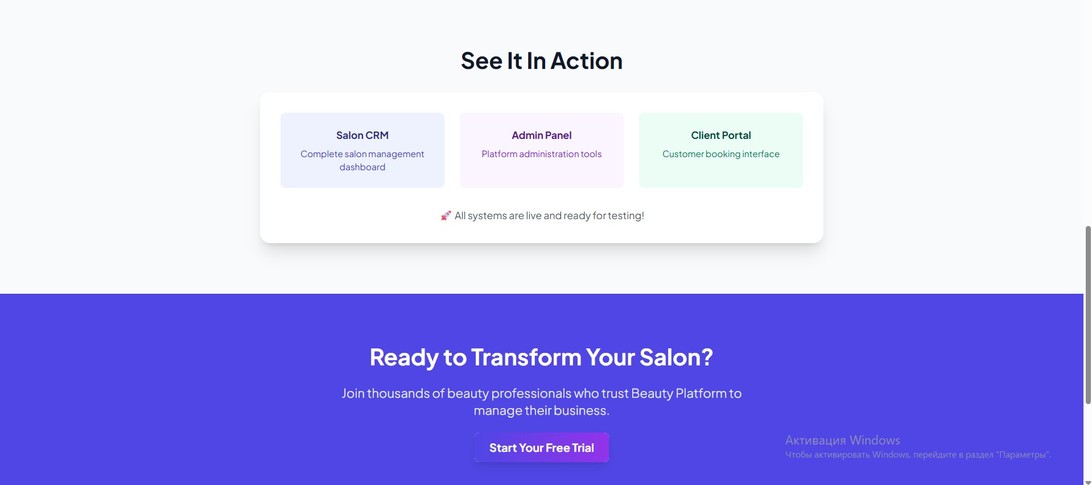 See It In Action
Salon CRM
Complete salon management
dashboard
Admin Panel
Platform administration tools
Client Portal
Customer booking interface
🚀 All systems are live and ready for testing!
Ready to Transform Your Salon?
Join thousands of beauty professionals who trust Beauty Platform to
manage their business.
Start Your Free Trial
Активация Windows
Чтобы активировать Windows, перейдите в раздел "Параметры".